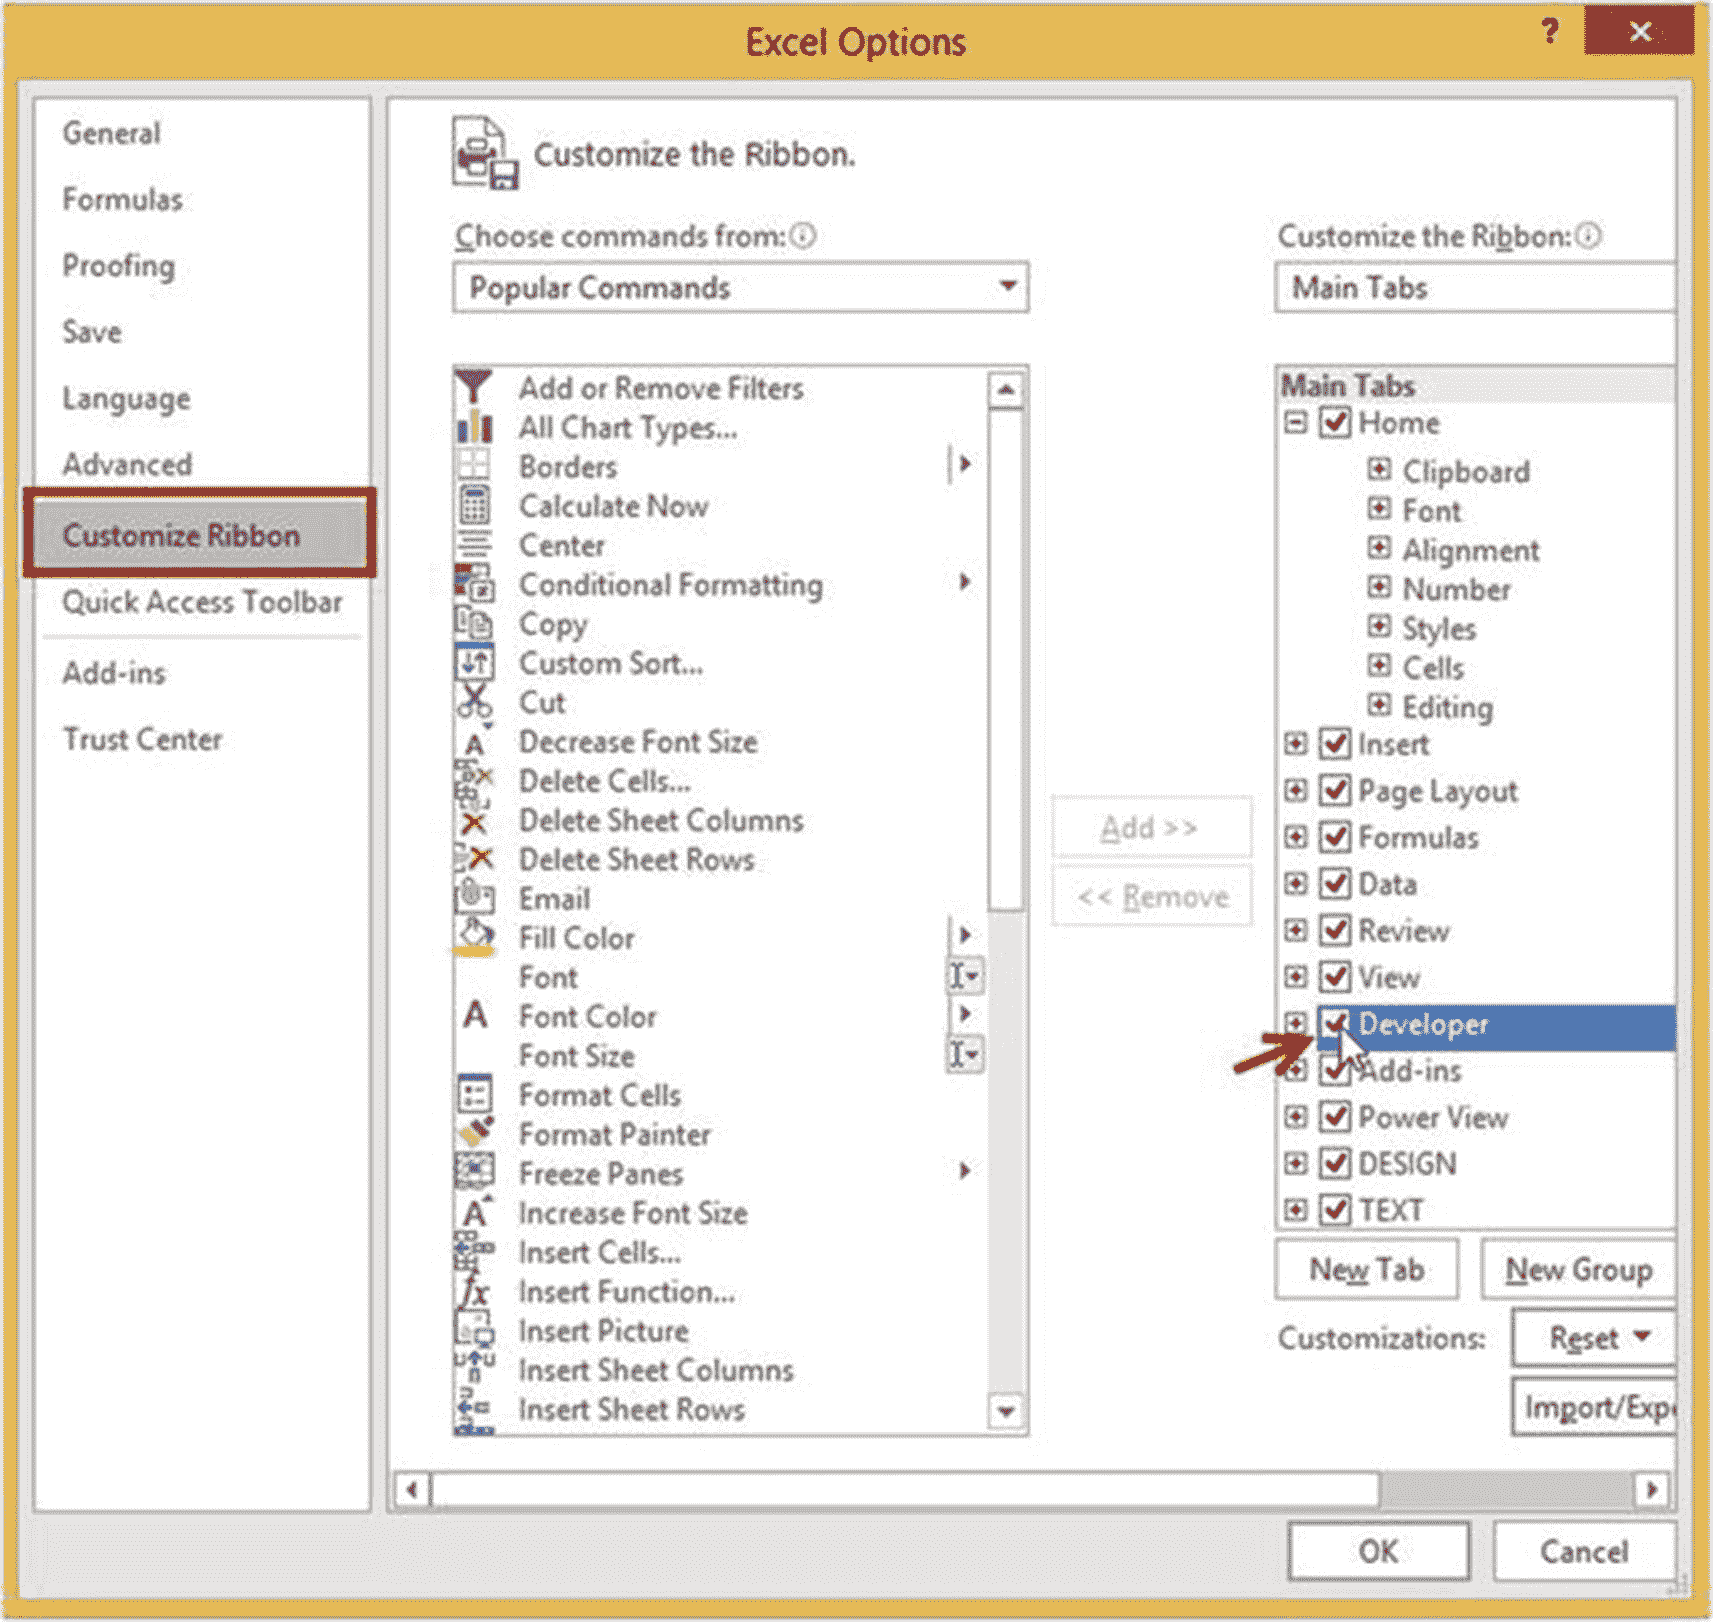 Excel Options
?
General
Formulas
Proofing
Save
Language
Advanced
Customize Ribbon
Quick Access Toolbar
Add-ins
Trust Center
Customize the Ribbon.
Choose commands from:
Popular Commands
Add or Remove Filters
All Chart Types...
Borders
Calculate Now
Center
Conditional Formatting
Copy
Custom Sort...
Cut
Decrease Font Size
Delete Cells...
Delete Sheet Columns
Delete Sheet Rows
Email
Fill Color
Font
Font Color
Font Size
Format Cells
Format Painter
Freeze Panes
Increase Font Size
Insert Cells...
Insert Function...
Insert Picture
Insert Sheet Columns
Insert Sheet Rows
Add >>
<< Remove
Customize the Ribbon:
Main Tabs
Main Tabs
Home
Clipboard
Font
Alignment
Number
Styles
Cells
Editing
Insert
Page Layout
Formulas
Data
Review
View
Developer
Add-ins
Power View
DESIGN
TEXT
New Tab
New Group
Customizations:
Reset
Import/Exp
OK
Cancel